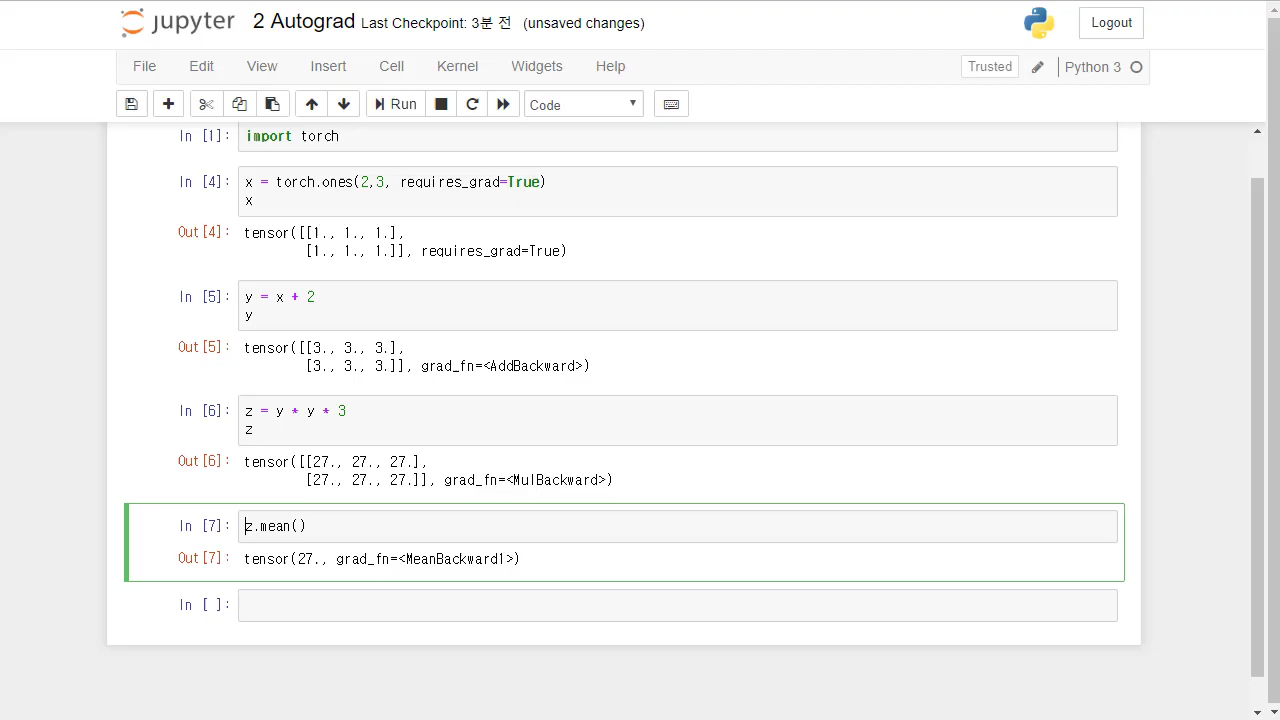 jupyter 2 Autograd Last Checkpoint: 3분 전 (unsaved changes) Logout
File Edit View Insert Cell Kernel Widgets Help Trusted Python 3
Run Code
In [1]: import torch
In [4]: x = torch.ones(2,3, requires_grad=True)
x
Out[4]: tensor([[1., 1., 1.],
[1., 1., 1.]], requires_grad=True)
In [5]: y = x + 2
y
Out[5]: tensor([[3., 3., 3.],
[3., 3., 3.]], grad_fn=<AddBackward>)
In [6]: z = y * y * 3
z
Out[6]: tensor([[27., 27., 27.],
[27., 27., 27.]], grad_fn=<MulBackward>)
In [7]: z.mean()
Out[7]: tensor(27., grad_fn=<MeanBackward1>)
In [ ]: